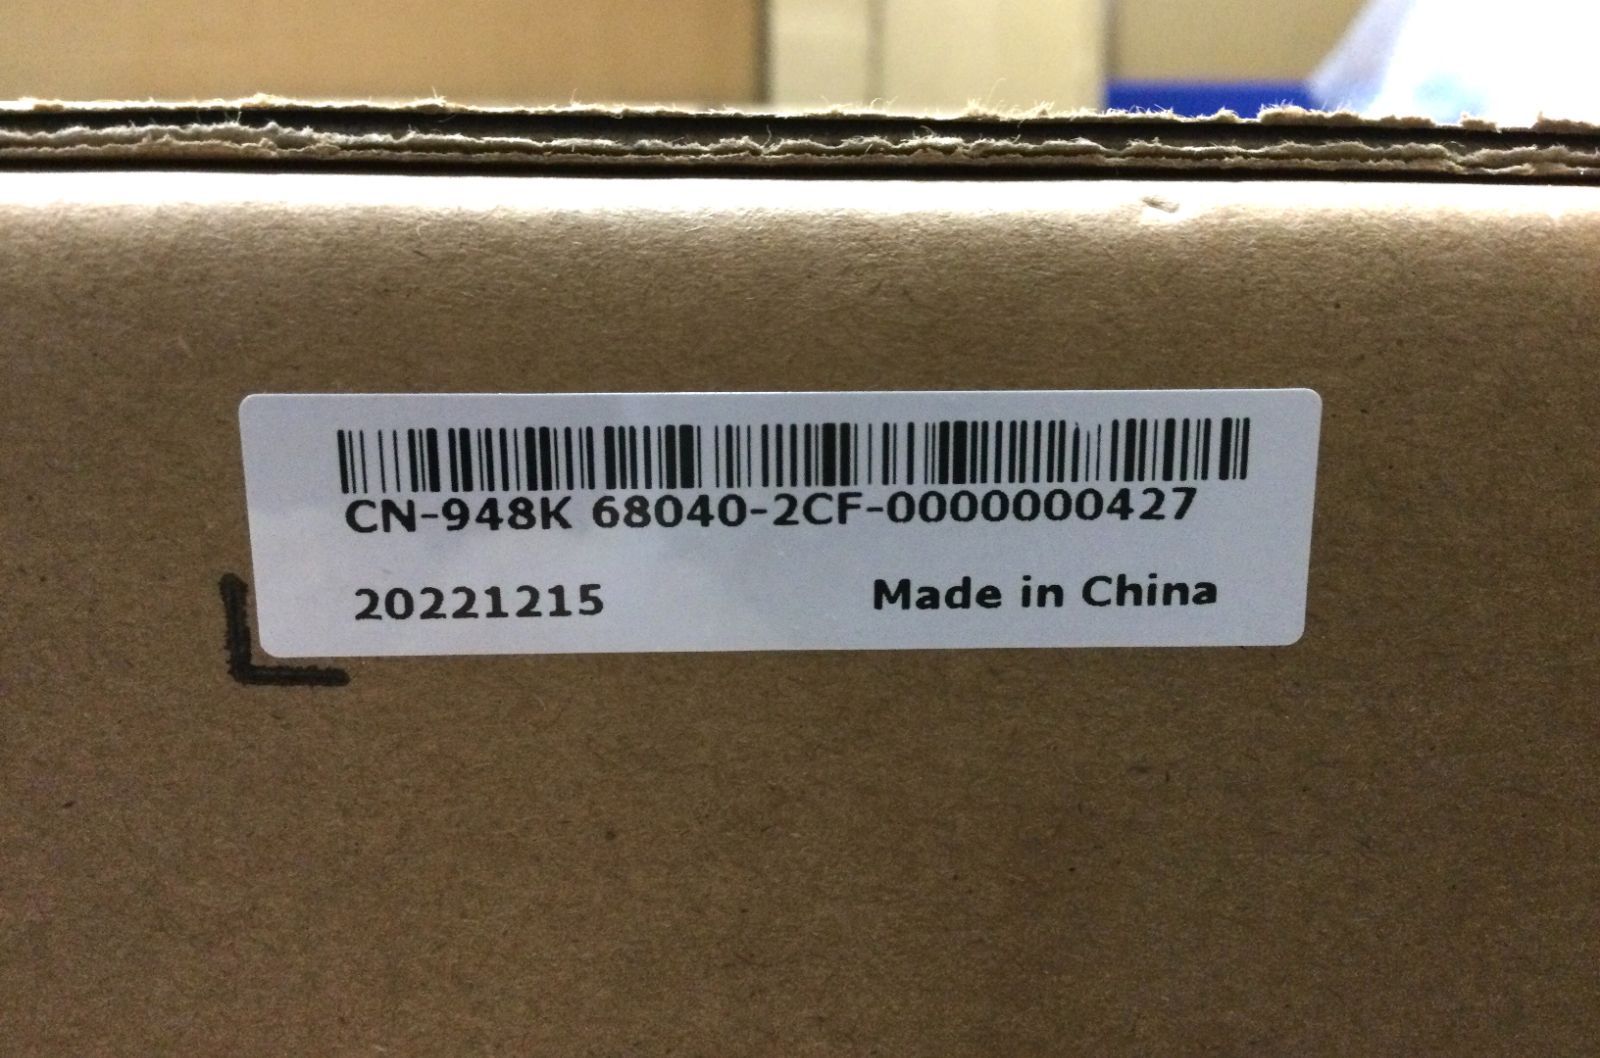 CN-948K 68040-2CF-0000000427
20221215 Made in China
L